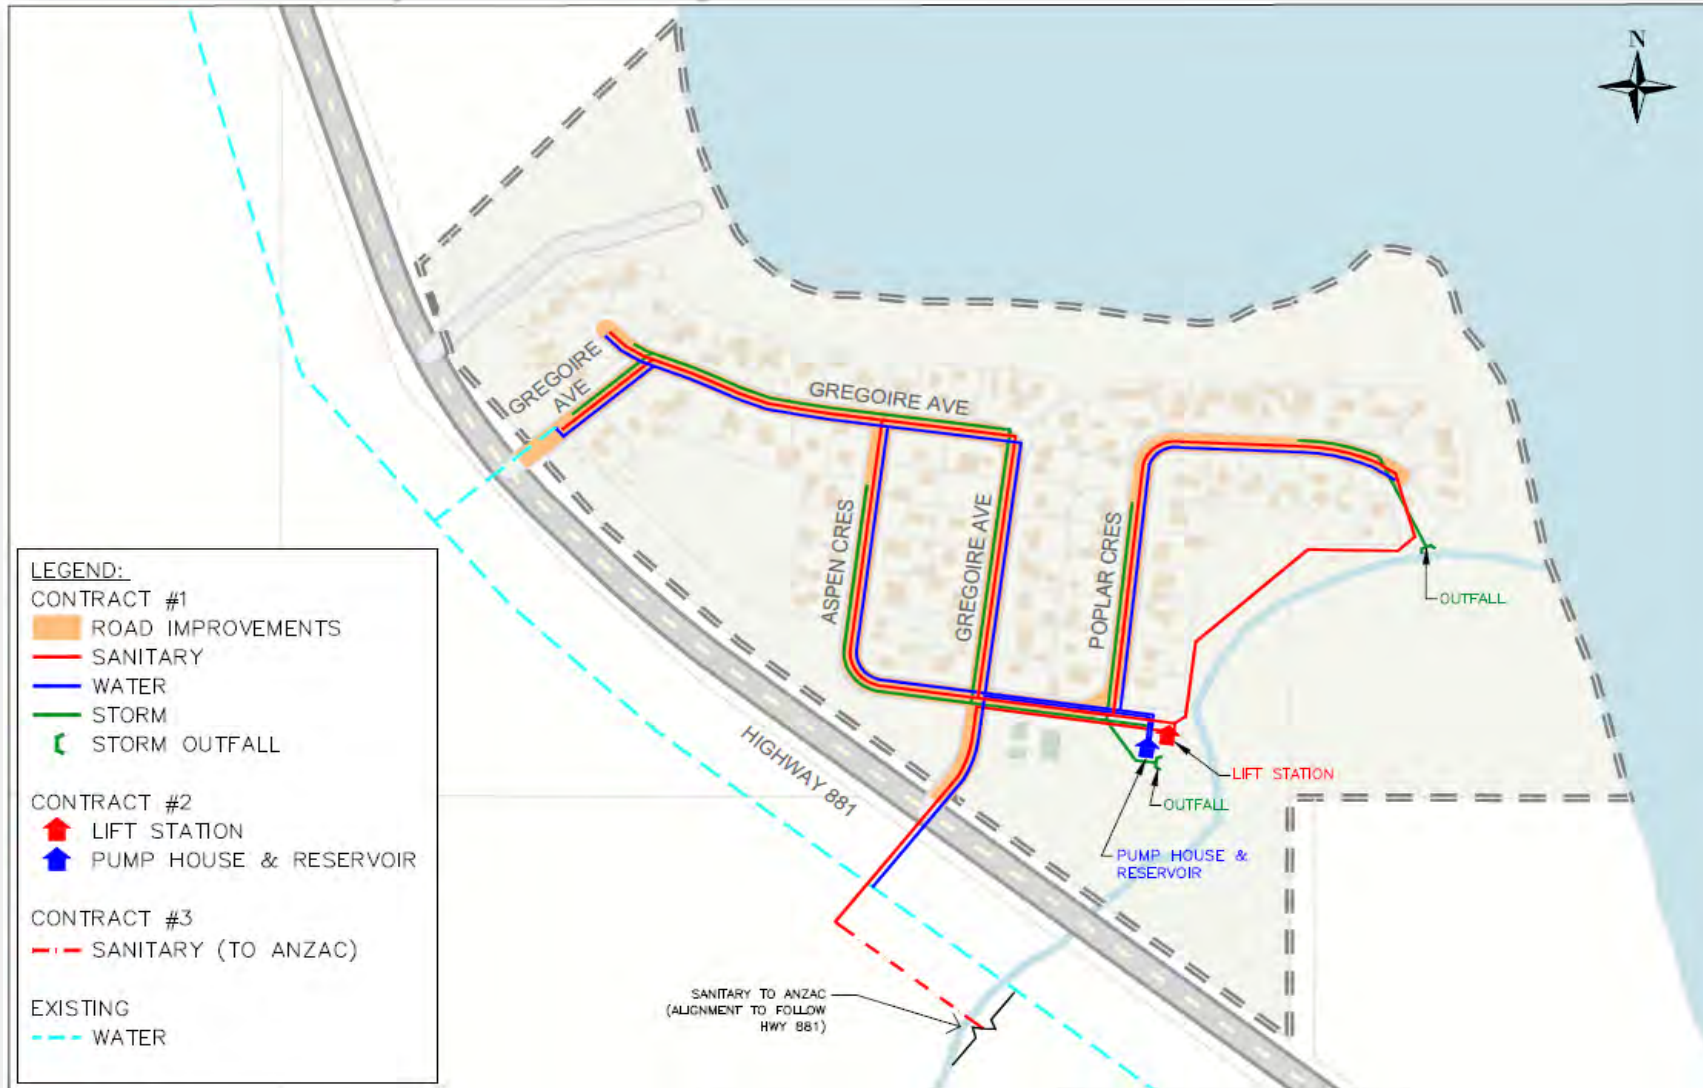 N
GREGOIRE
AVE
GREGOIRE AVE
ASPEN CRES
GREGOIRE AVE
POPLAR CRES
HIGHWAY 881
OUTFALL
LIFT STATION
OUTFALL
PUMP HOUSE &
RESERVOIR
SANITARY TO ANZAC
(ALIGNMENT TO FOLLOW
HWY 881)
LEGEND:
CONTRACT #1
ROAD IMPROVEMENTS
SANITARY
WATER
STORM
STORM OUTFALL
CONTRACT #2
LIFT STATION
PUMP HOUSE & RESERVOIR
CONTRACT #3
SANITARY (TO ANZAC)
EXISTING
WATER